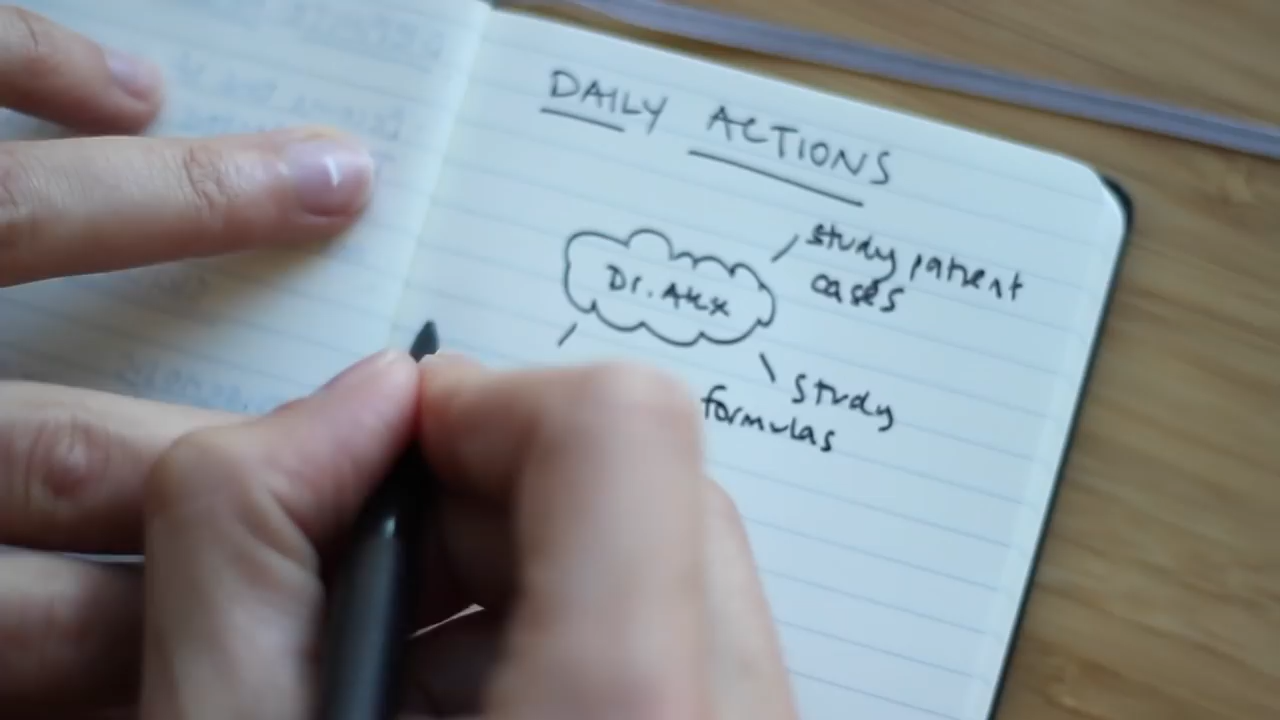 DAILY ACTIONS
Dr. Alex
study patient
cases
study
formulas